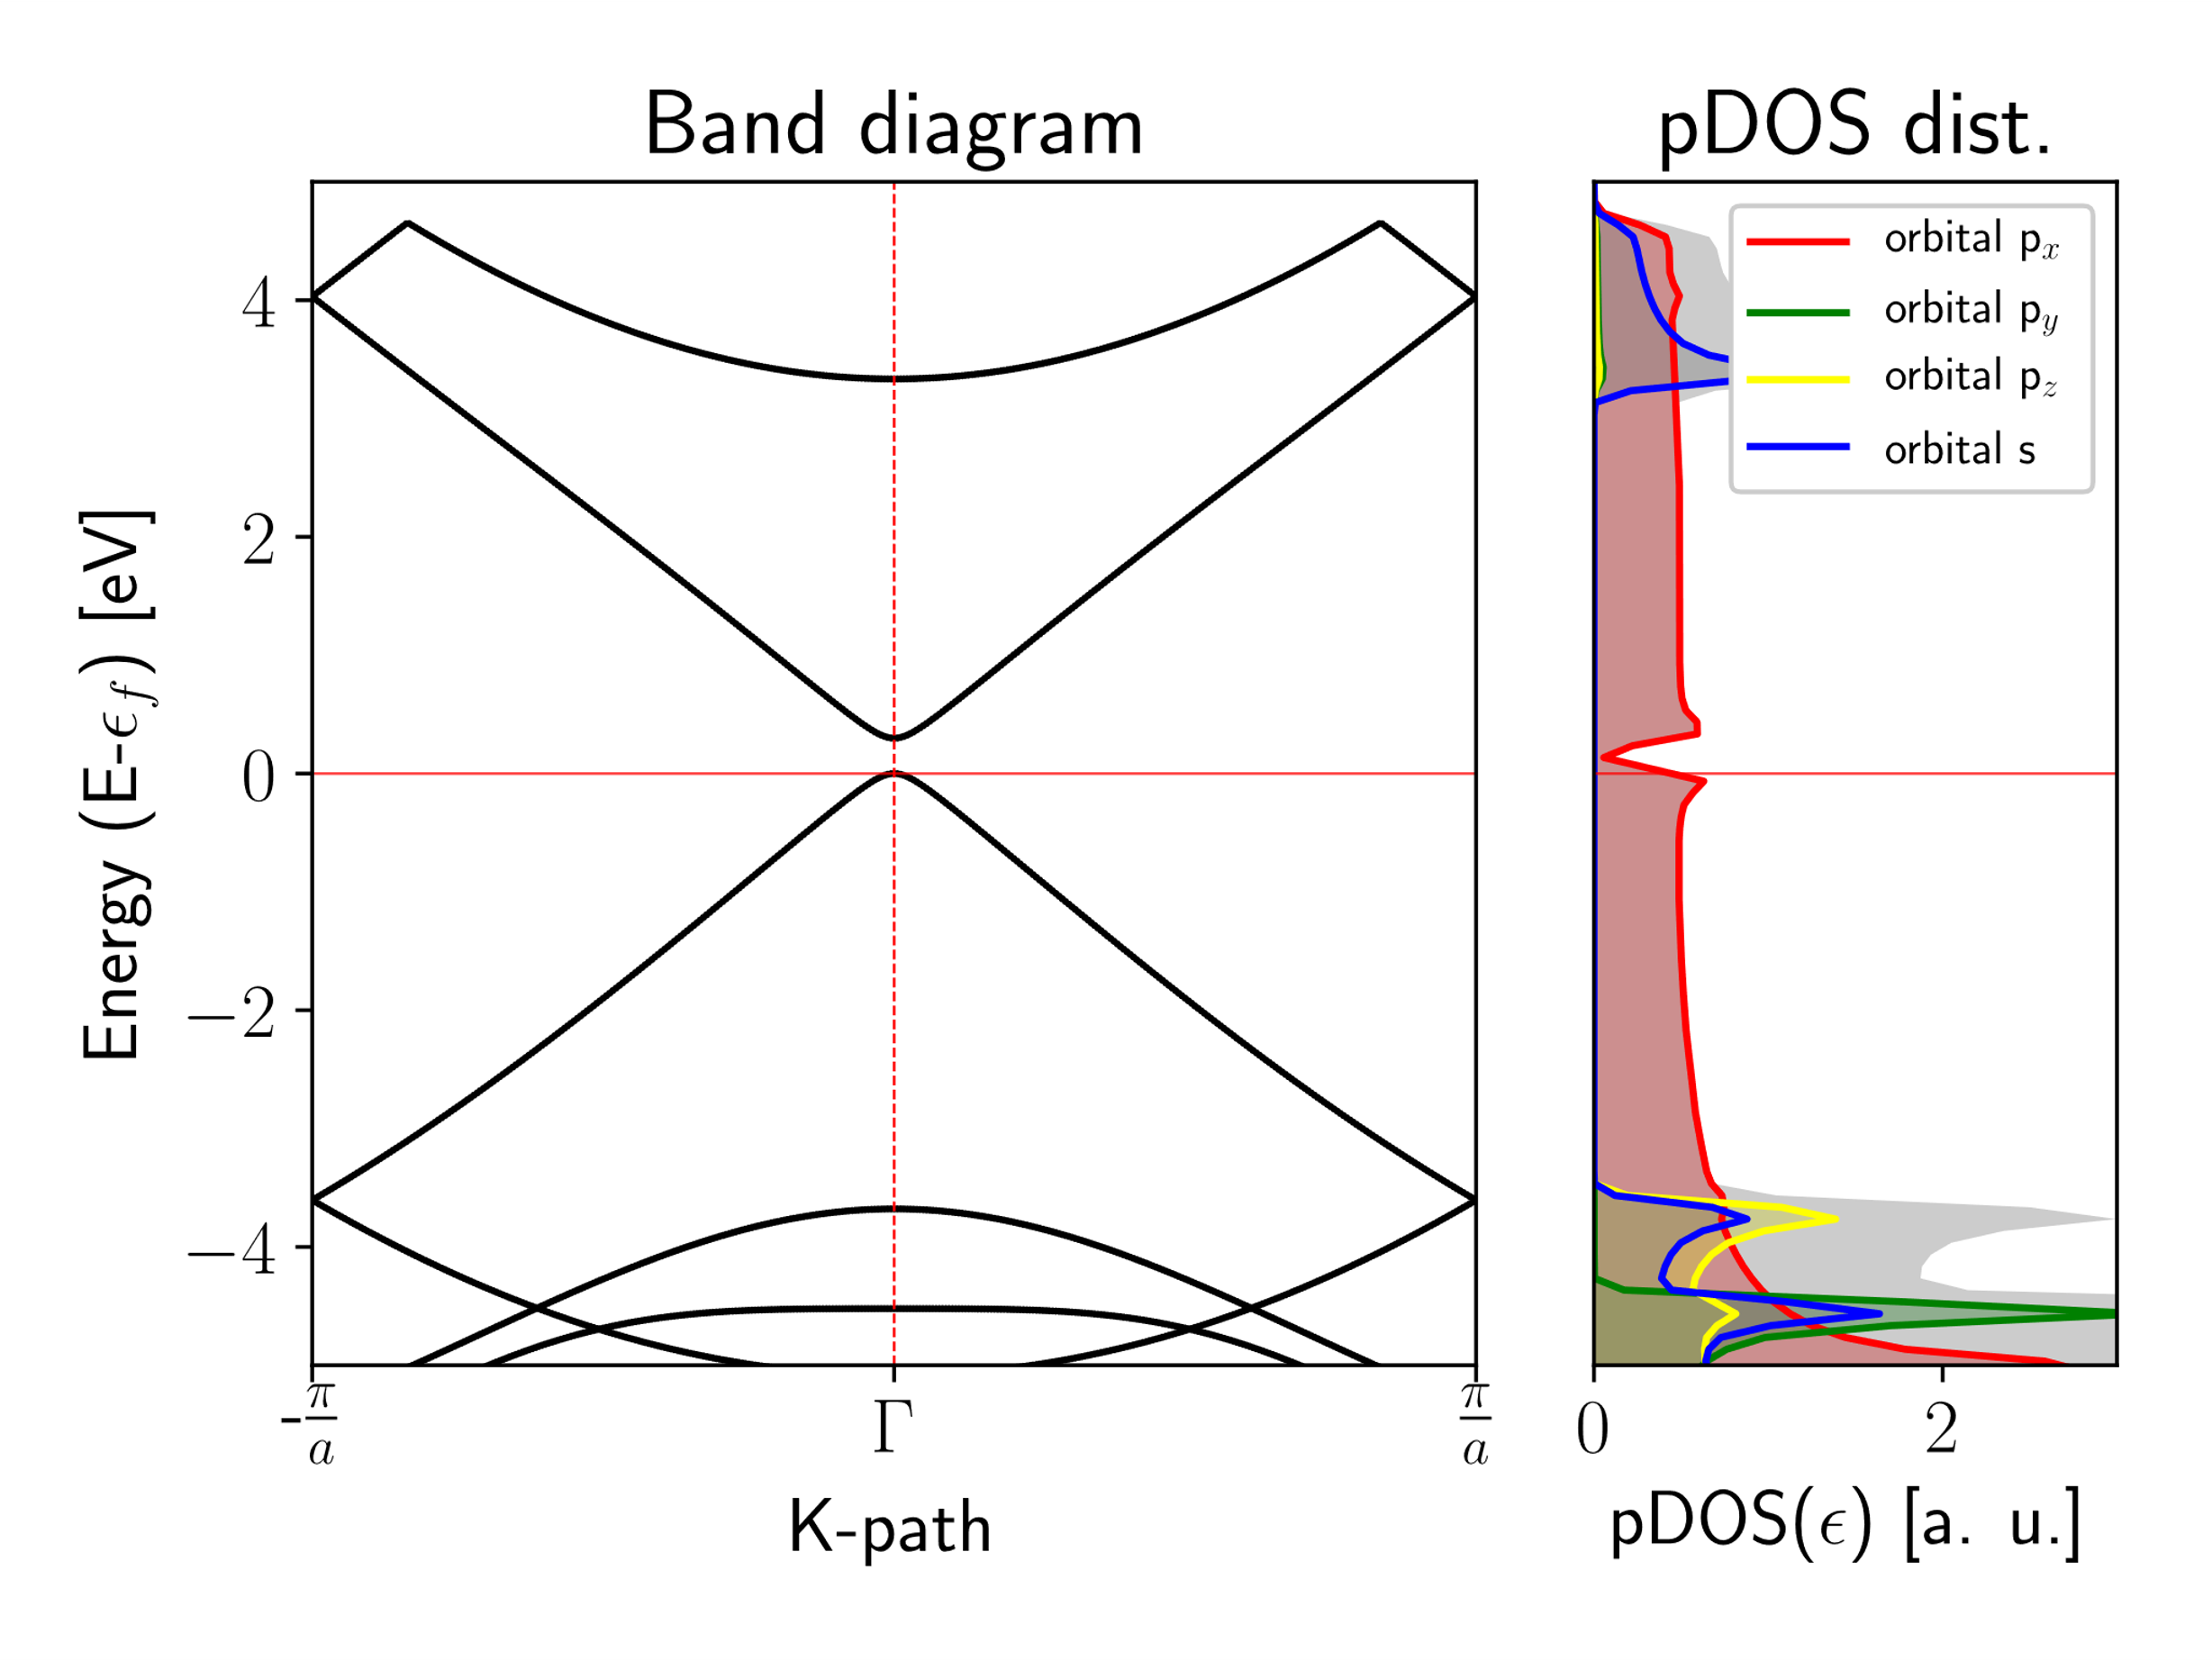 Band diagram
pDOS dist.
Energy (E-ϵ_f) [eV]
4
2
0
−2
−4
-π/a
Γ
π/a
K-path
orbital p_x
orbital p_y
orbital p_z
orbital s
0
2
pDOS(ϵ) [a. u.]